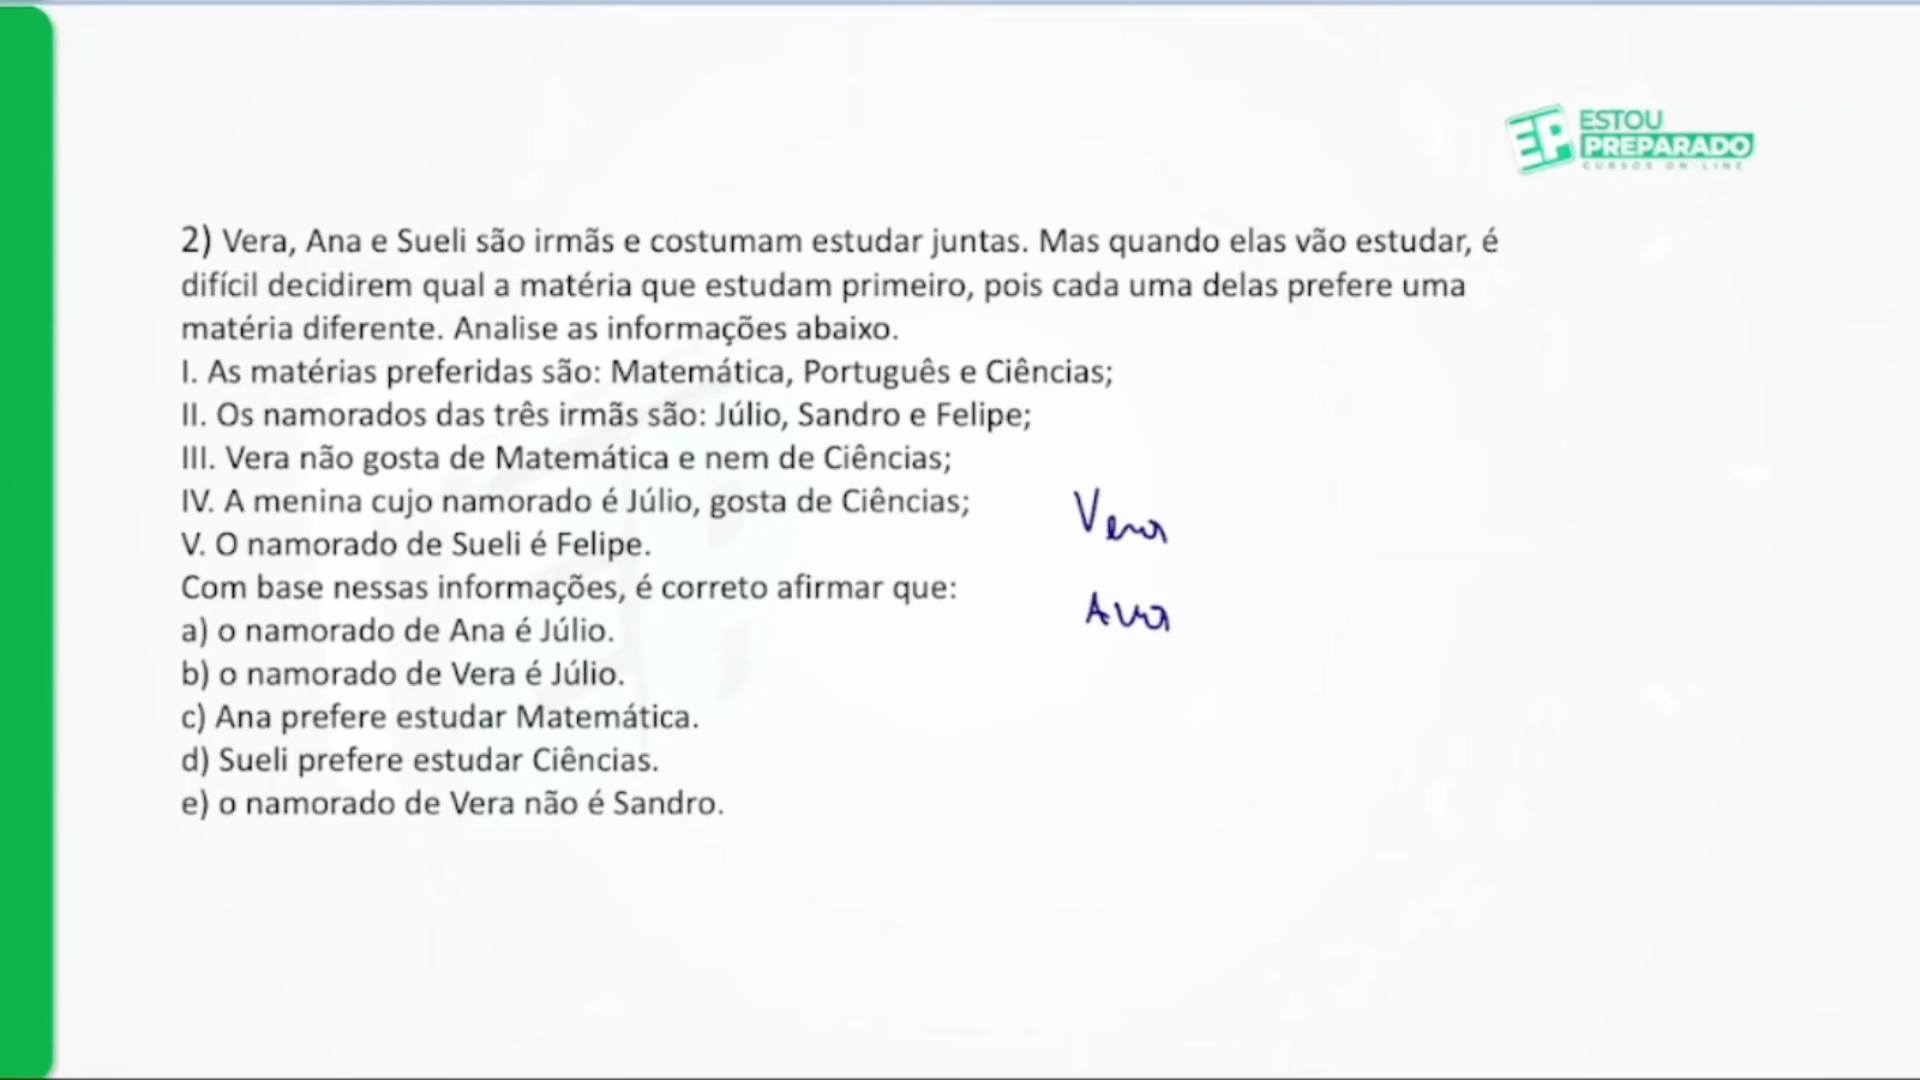 ESTOU
EP PREPARADO
CURSOS ON-LINE
2) Vera, Ana e Sueli são irmãs e costumam estudar juntas. Mas quando elas vão estudar, é
difícil decidirem qual a matéria que estudam primeiro, pois cada uma delas prefere uma
matéria diferente. Analise as informações abaixo.
I. As matérias preferidas são: Matemática, Português e Ciências;
II. Os namorados das três irmãs são: Júlio, Sandro e Felipe;
III. Vera não gosta de Matemática e nem de Ciências;
IV. A menina cujo namorado é Júlio, gosta de Ciências;
V. O namorado de Sueli é Felipe.
Com base nessas informações, é correto afirmar que:
a) o namorado de Ana é Júlio.
b) o namorado de Vera é Júlio.
c) Ana prefere estudar Matemática.
d) Sueli prefere estudar Ciências.
e) o namorado de Vera não é Sandro.
Vera
Ana